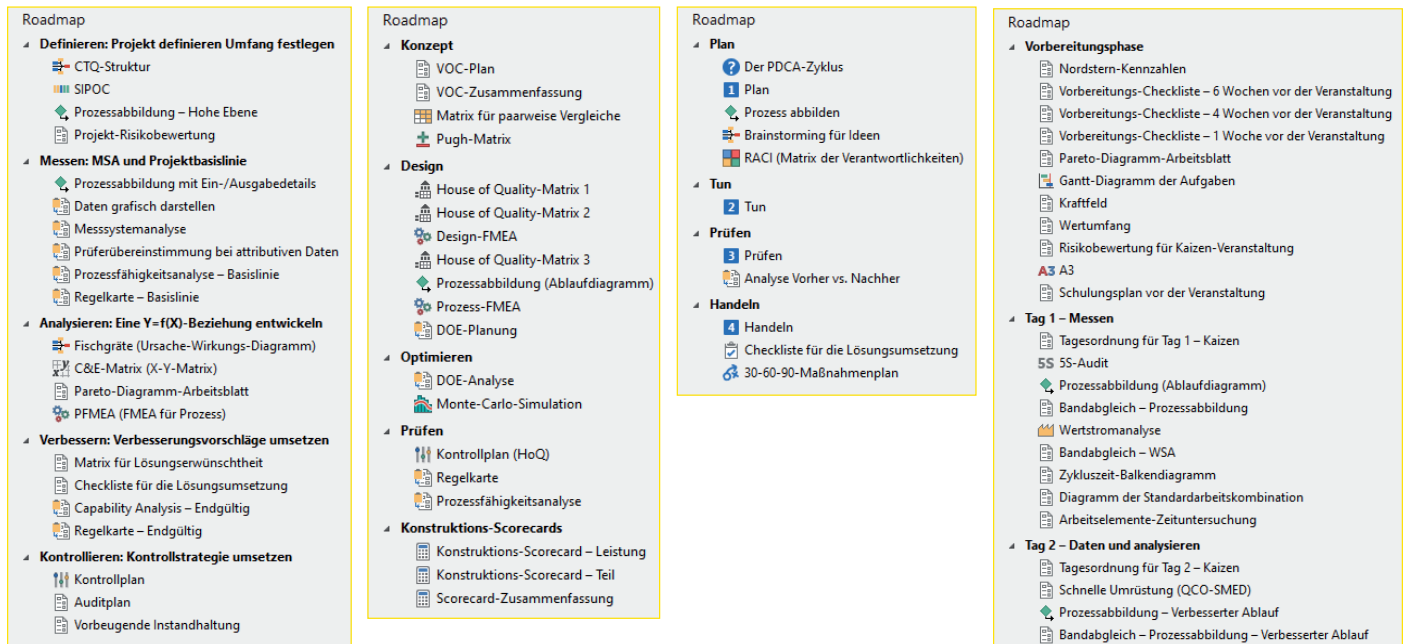 Roadmap
Definieren: Projekt definieren Umfang festlegen
CTQ-Struktur
SIPOC
Prozessabbildung – Hohe Ebene
Projekt-Risikobewertung
Messen: MSA und Projektbasislinie
Prozessabbildung mit Ein-/Ausgabedetails
Daten grafisch darstellen
Messsystemanalyse
Prüferübereinstimmung bei attributiven Daten
Prozessfähigkeitsanalyse – Basislinie
Regelkarte – Basislinie
Analysieren: Eine Y=f(X)-Beziehung entwickeln
Fischgräte (Ursache-Wirkungs-Diagramm)
C&E-Matrix (X-Y-Matrix)
Pareto-Diagramm-Arbeitsblatt
PFMEA (FMEA für Prozess)
Verbessern: Verbesserungsvorschläge umsetzen
Matrix für Lösungserwünschtheit
Checkliste für die Lösungsumsetzung
Capability Analysis – Endgültig
Regelkarte – Endgültig
Kontrollieren: Kontrollstrategie umsetzen
Kontrollplan
Auditplan
Vorbeugende Instandhaltung
Roadmap
Konzept
VOC-Plan
VOC-Zusammenfassung
Matrix für paarweise Vergleiche
Pugh-Matrix
Design
House of Quality-Matrix 1
House of Quality-Matrix 2
Design-FMEA
House of Quality-Matrix 3
Prozessabbildung (Ablaufdiagramm)
Prozess-FMEA
DOE-Planung
Optimieren
DOE-Analyse
Monte-Carlo-Simulation
Prüfen
Kontrollplan (HoQ)
Regelkarte
Prozessfähigkeitsanalyse
Konstruktions-Scorecards
Konstruktions-Scorecard – Leistung
Konstruktions-Scorecard – Teil
Scorecard-Zusammenfassung
Roadmap
Plan
? Der PDCA-Zyklus
1 Plan
Prozess abbilden
Brainstorming für Ideen
RACI (Matrix der Verantwortlichkeiten)
Tun
2 Tun
Prüfen
3 Prüfen
Analyse Vorher vs. Nachher
Handeln
4 Handeln
Checkliste für die Lösungsumsetzung
30-60-90-Maßnahmenplan
Roadmap
Vorbereitungsphase
Nordstern-Kennzahlen
Vorbereitungs-Checkliste – 6 Wochen vor der Veranstaltung
Vorbereitungs-Checkliste – 4 Wochen vor der Veranstaltung
Vorbereitungs-Checkliste – 1 Woche vor der Veranstaltung
Pareto-Diagramm-Arbeitsblatt
Gantt-Diagramm der Aufgaben
Kraftfeld
Wertumfang
Risikobewertung für Kaizen-Veranstaltung
A3 A3
Schulungsplan vor der Veranstaltung
Tag 1 – Messen
Tagesordnung für Tag 1 – Kaizen
5S 5S-Audit
Prozessabbildung (Ablaufdiagramm)
Bandabgleich – Prozessabbildung
Wertstromanalyse
Bandabgleich – WSA
Zykluszeit-Balkendiagramm
Diagramm der Standardarbeitskombination
Arbeitselemente-Zeituntersuchung
Tag 2 – Daten und analysieren
Tagesordnung für Tag 2 – Kaizen
Schnelle Umrüstung (QCO-SMED)
Prozessabbildung – Verbesserter Ablauf
Bandabgleich – Prozessabbildung – Verbesserter Ablauf